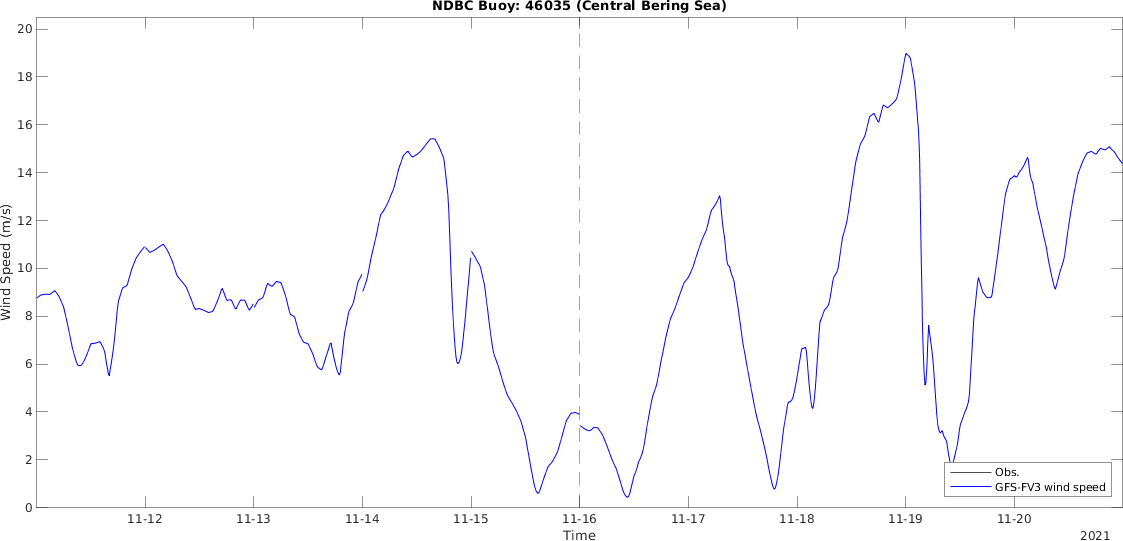 NDBC Buoy: 46035 (Central Bering Sea)
20
18
16
14
12
10
8
6
4
2
0
Wind Speed (m/s)
11-12 11-13 11-14 11-15 11-16 11-17 11-18 11-19 11-20
Time
2021
Obs.
GFS-FV3 wind speed